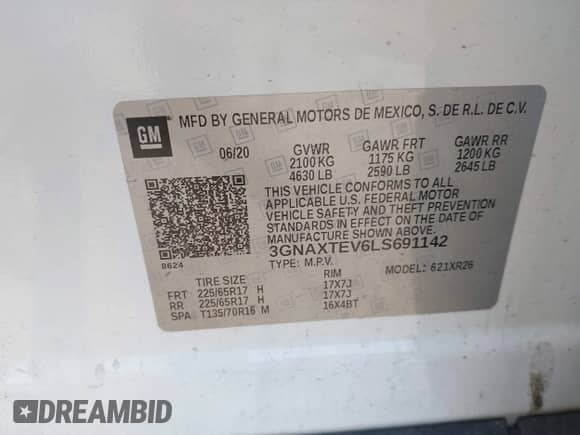 GM
MFD BY GENERAL MOTORS DE MEXICO, S. DE R.L. DE C.V.
06/20 GVWR GAWR FRT GAWR RR
2100 KG 1175 KG 1200 KG
4630 LB 2590 LB 2645 LB
THIS VEHICLE CONFORMS TO ALL
APPLICABLE U.S. FEDERAL MOTOR
VEHICLE SAFETY AND THEFT PREVENTION
STANDARDS IN EFFECT ON THE DATE OF
MANUFACTURE SHOWN ABOVE.
3GNAXTEV6LS691142
8624
TYPE: M.P.V. MODEL: 621XR26
TIRE SIZE RIM
FRT 225/65R17 H 17X7J
RR 225/65R17 H 17X7J
SPA T135/70R16 M 16X4BT
DREAMBID